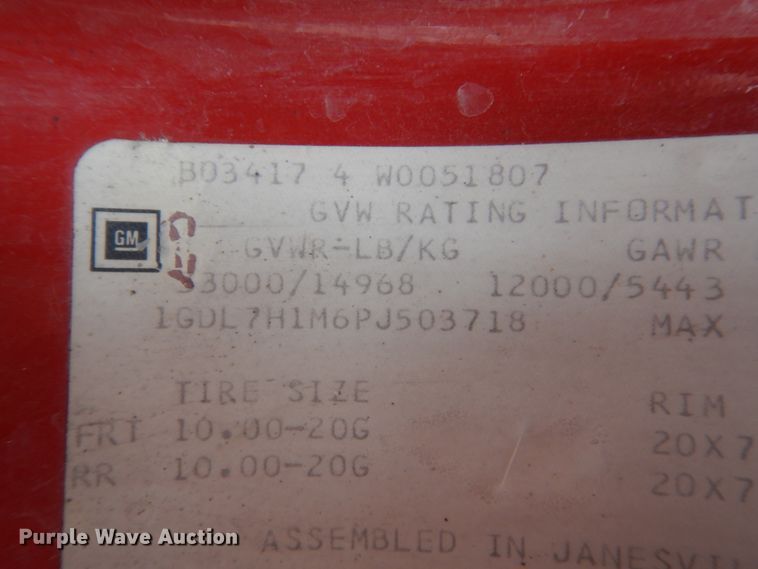 B03417 4 W0051807
GVW RATING INFORMAT
GM
GVWR-LB/KG GAWR
33000/14968 12000/5443
1GDL7H1M6PJ503718 MAX
TIRE SIZE RIM
FRT 10.00-20G 20X7
RR 10.00-20G 20X7
ASSEMBLED IN JANESVIL
Purple Wave Auction